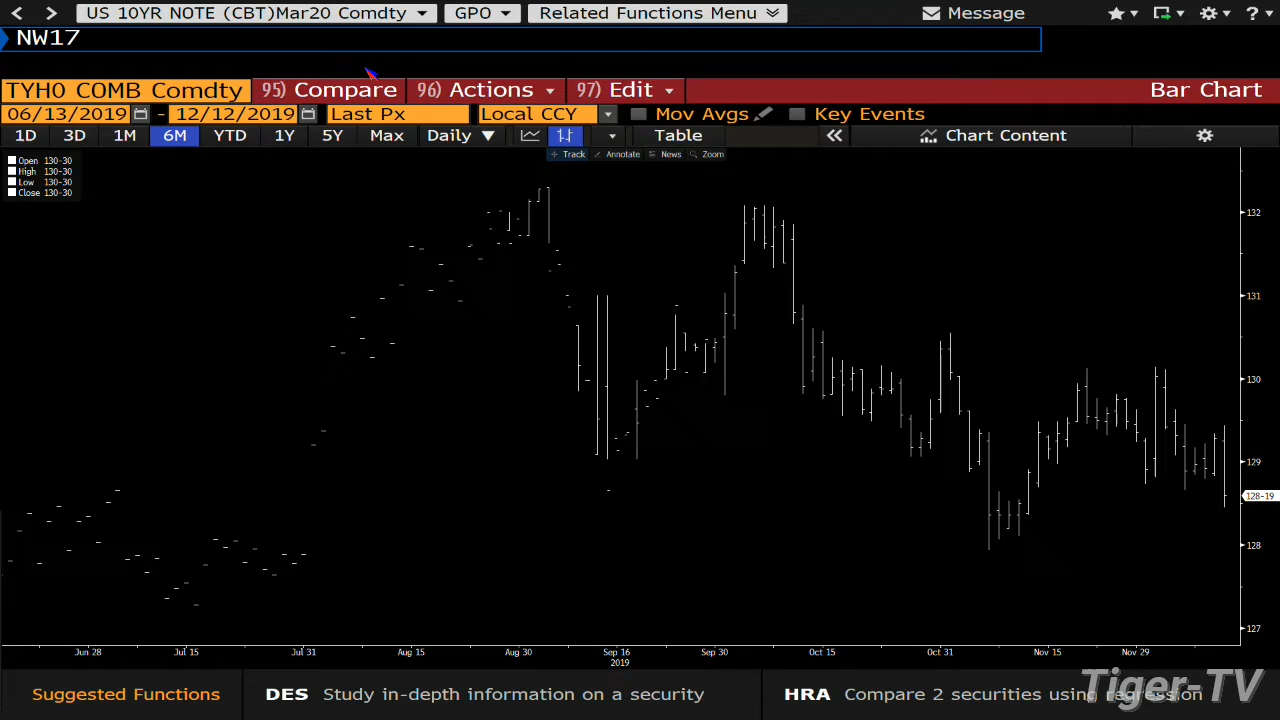 US 10YR NOTE (CBT)Mar20 Comdty GPO Related Functions Menu Message ?
NW17
TYH0 COMB Comdty 95) Compare 96) Actions 97) Edit Bar Chart
06/13/2019 - 12/12/2019 Last Px Local CCY Mov Avgs Key Events
1D 3D 1M 6M YTD 1Y 5Y Max Daily ▼ Table « Chart Content
Track Annotate News Zoom
Open 130-30
High 130-30
Low 130-30
Close 130-30
132
131
130
129
128-19
128
127
Jun 28 Jul 15 Jul 31 Aug 15 Aug 30 Sep 16 Sep 30 Oct 15 Oct 31 Nov 15 Nov 29
2019
Suggested Functions DES Study in-depth information on a security HRA Compare 2 securities using regression
Tiger-TV